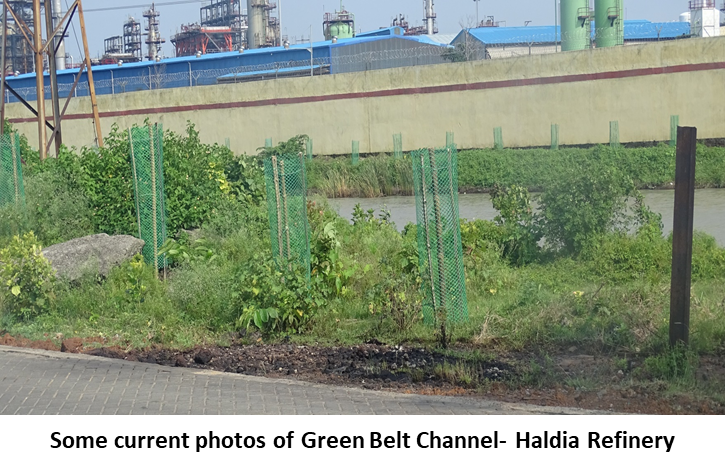 Some current photos of Green Belt Channel- Haldia Refinery